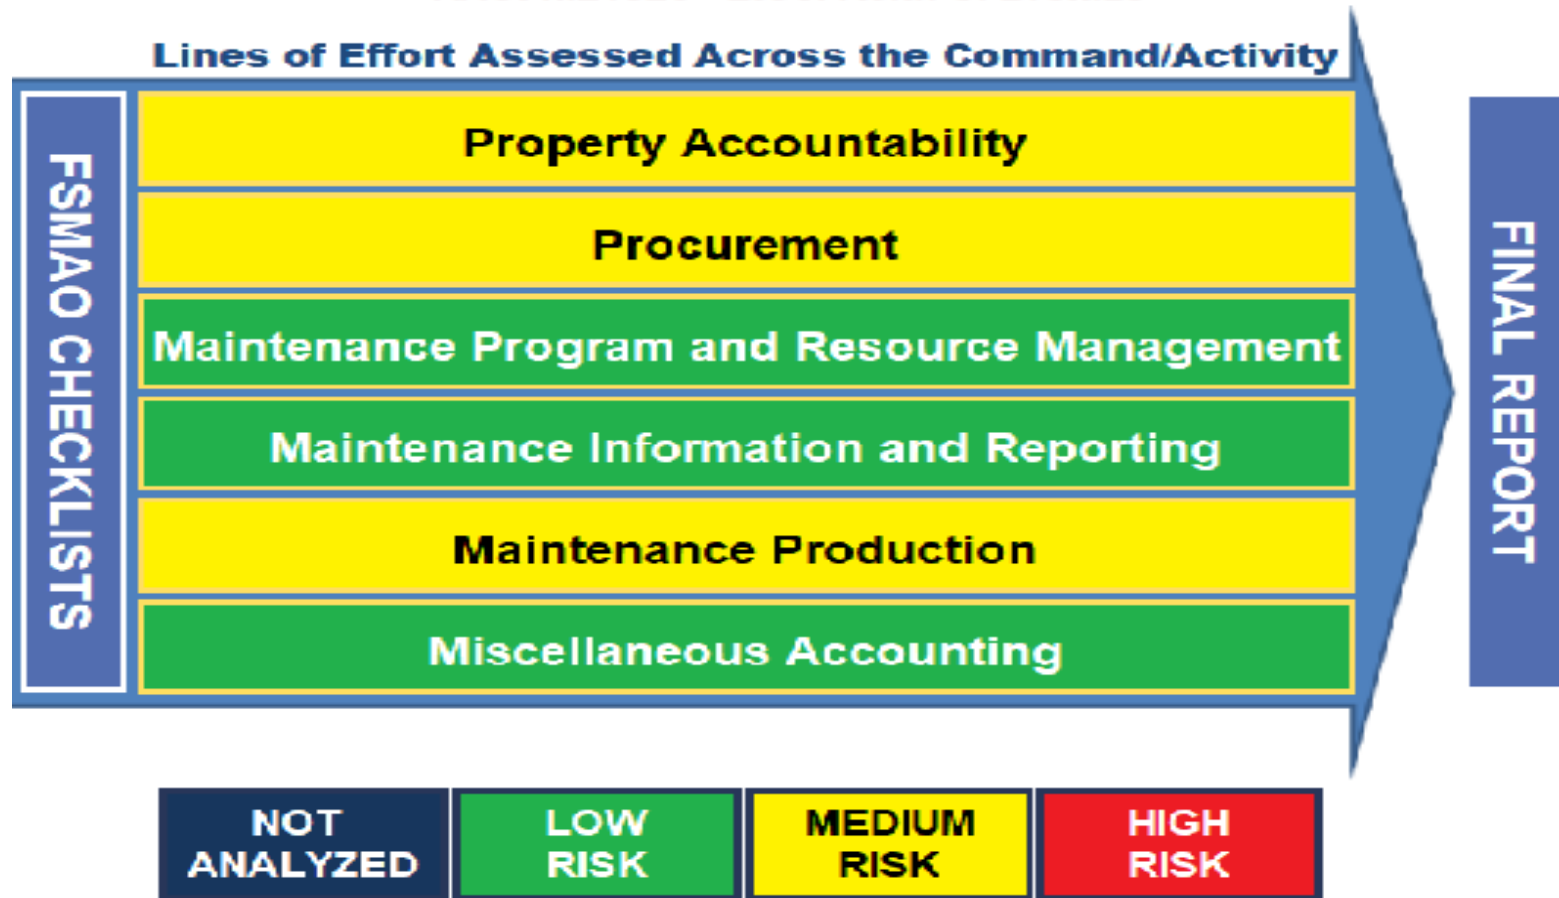 Lines of Effort Assessed Across the Command/Activity
FSMAO CHECKLISTS
Property Accountability
Procurement
Maintenance Program and Resource Management
Maintenance Information and Reporting
Maintenance Production
Miscellaneous Accounting
FINAL REPORT
NOT
ANALYZED
LOW
RISK
MEDIUM
RISK
HIGH
RISK